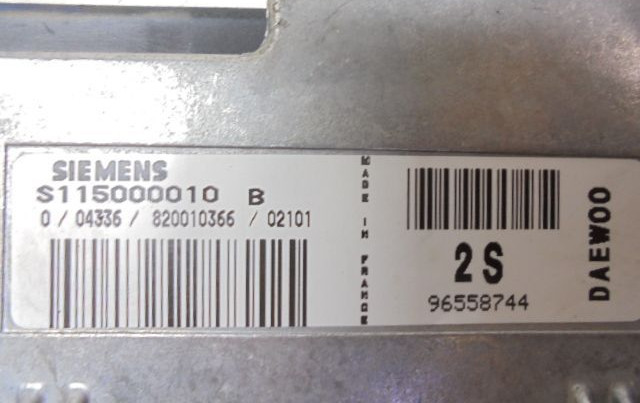 SIEMENS
S115000010 B
0 / 04336 / 820010366 / 02101
MADE IN FRANCE
2S
96558744
DAEWOO